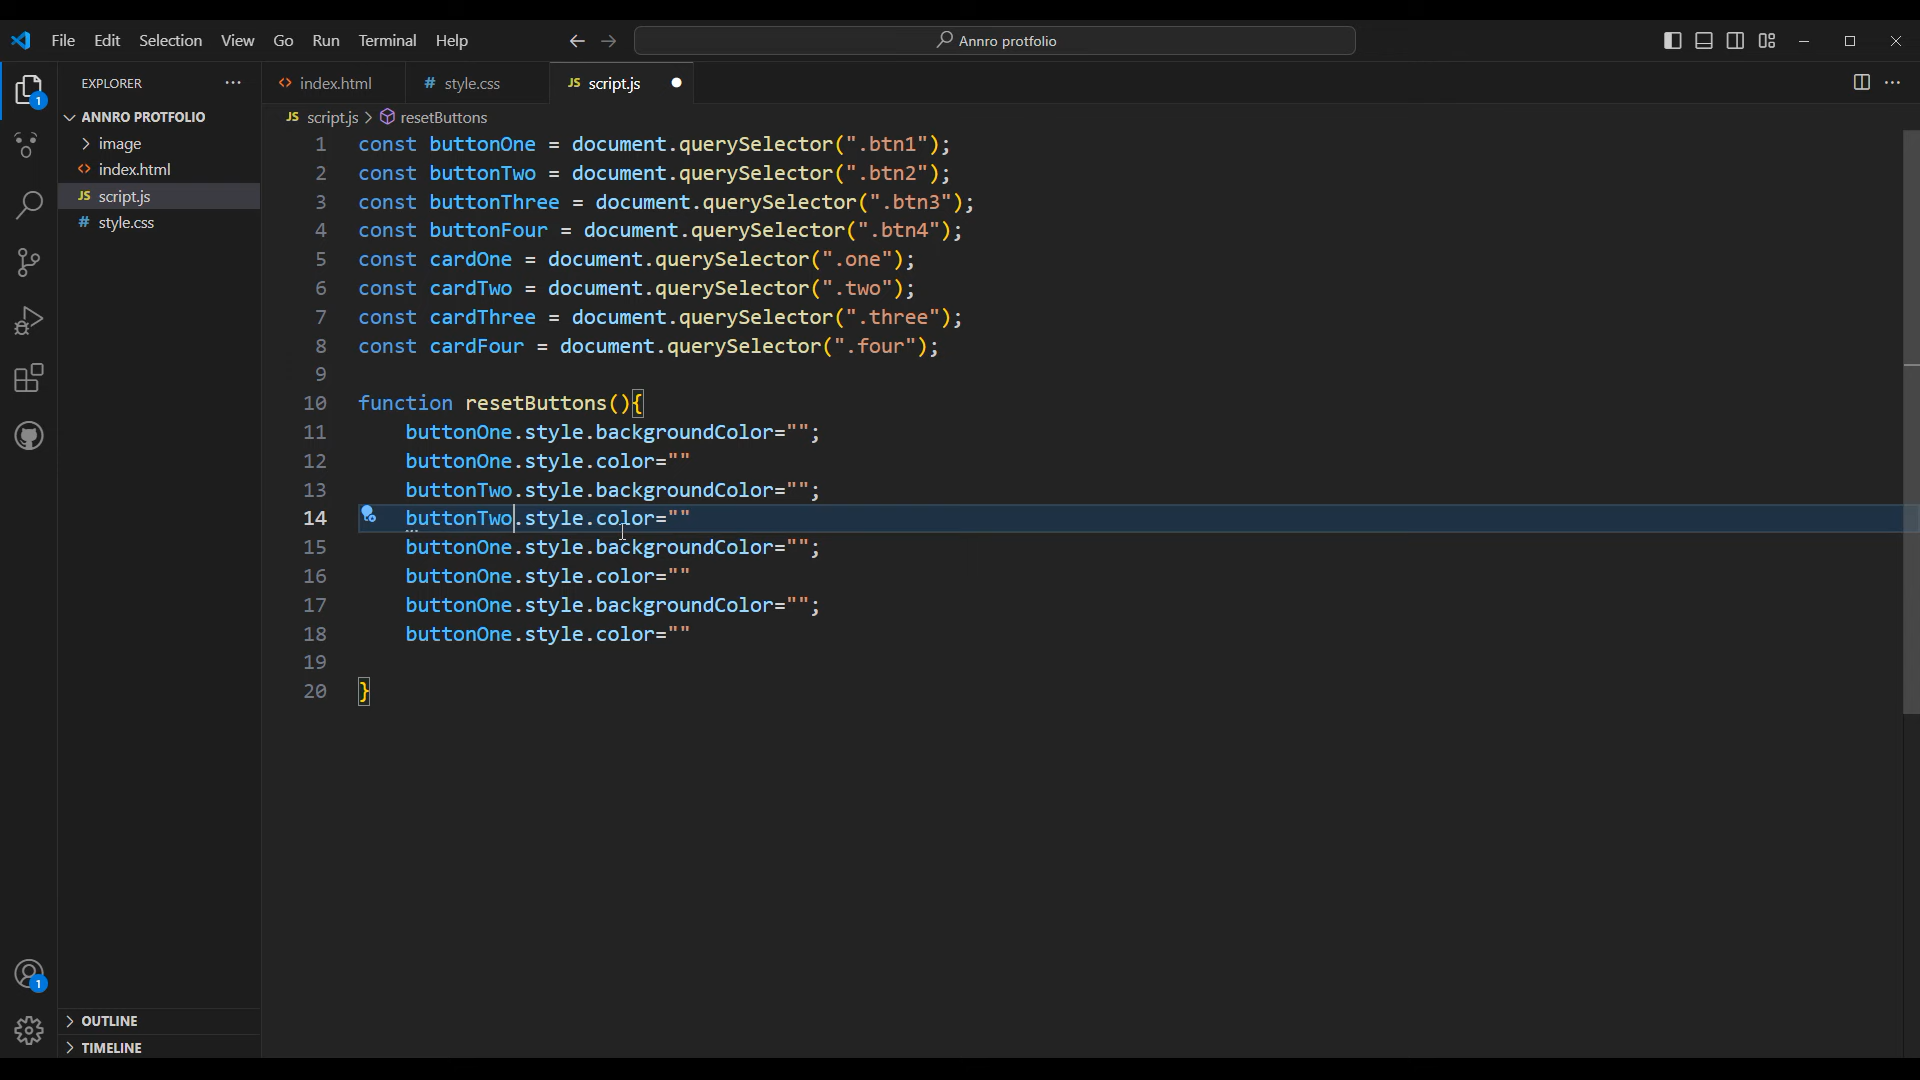 File Edit Selection View Go Run Terminal Help
Annro protfolio
EXPLORER
index.html
style.css
JS script.js
1
ANNRO PROTFOLIO
image
index.html
JS script.js
# style.css
JS script.js > resetButtons
1 const buttonOne = document.querySelector(".btn1");
2 const buttonTwo = document.querySelector(".btn2");
3 const buttonThree = document.querySelector(".btn3");
4 const buttonFour = document.querySelector(".btn4");
5 const cardOne = document.querySelector(".one");
6 const cardTwo = document.querySelector(".two");
7 const cardThree = document.querySelector(".three");
8 const cardFour = document.querySelector(".four");
9
10 function resetButtons(){
11 buttonOne.style.backgroundColor="";
12 buttonOne.style.color=""
13 buttonTwo.style.backgroundColor="";
14 buttonTwo.style.color=""
15 buttonOne.style.backgroundColor="";
16 buttonOne.style.color=""
17 buttonOne.style.backgroundColor="";
18 buttonOne.style.color=""
19
20 }
1
OUTLINE
TIMELINE